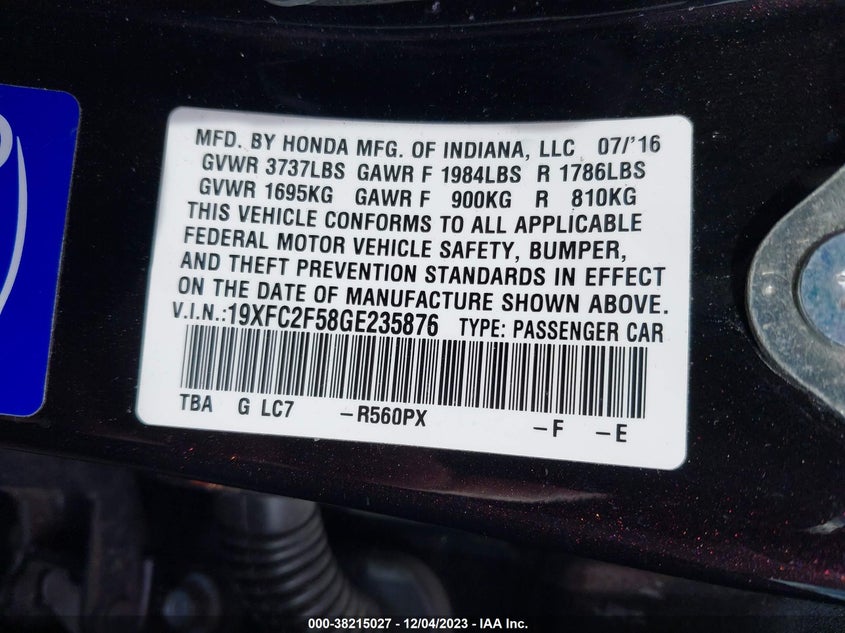 MFD. BY HONDA MFG. OF INDIANA, LLC 07/'16
GVWR 3737LBS GAWR F 1984LBS R 1786LBS
GVWR 1695KG GAWR F 900KG R 810KG
THIS VEHICLE CONFORMS TO ALL APPLICABLE
FEDERAL MOTOR VEHICLE SAFETY, BUMPER,
AND THEFT PREVENTION STANDARDS IN EFFECT
ON THE DATE OF MANUFACTURE SHOWN ABOVE.
V.I.N.:19XFC2F58GE235876 TYPE: PASSENGER CAR
TBA G LC7 -R560PX -F -E
000-38215027 - 12/04/2023 - IAA Inc.